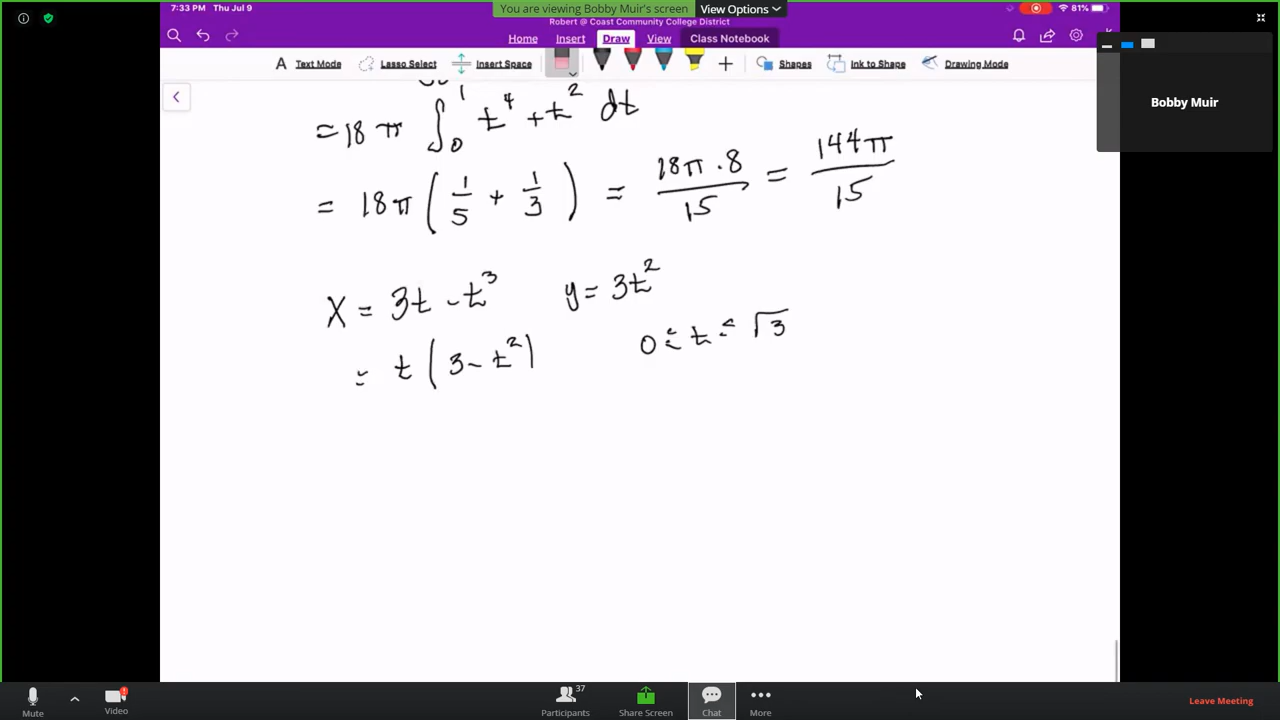 7:33 PM Thu Jul 9
You are viewing Bobby Muir's screen
View Options
81%
Robert @ Coast Community College District
Home Insert Draw View Class Notebook
Text Mode Lasso Select Insert Space Shapes Ink to Shape Drawing Mode
Bobby Muir
= 18 π ∫₀¹ t⁴ + t² dt
= 18π ( 1/5 + 1/3 ) = 18π · 8 / 15 = 144π / 15
X = 3t - t³ y = 3t²
= t ( 3 - t² ) 0 ≤ t ≤ √3
Mute Video
37
Participants Share Screen Chat More
Leave Meeting